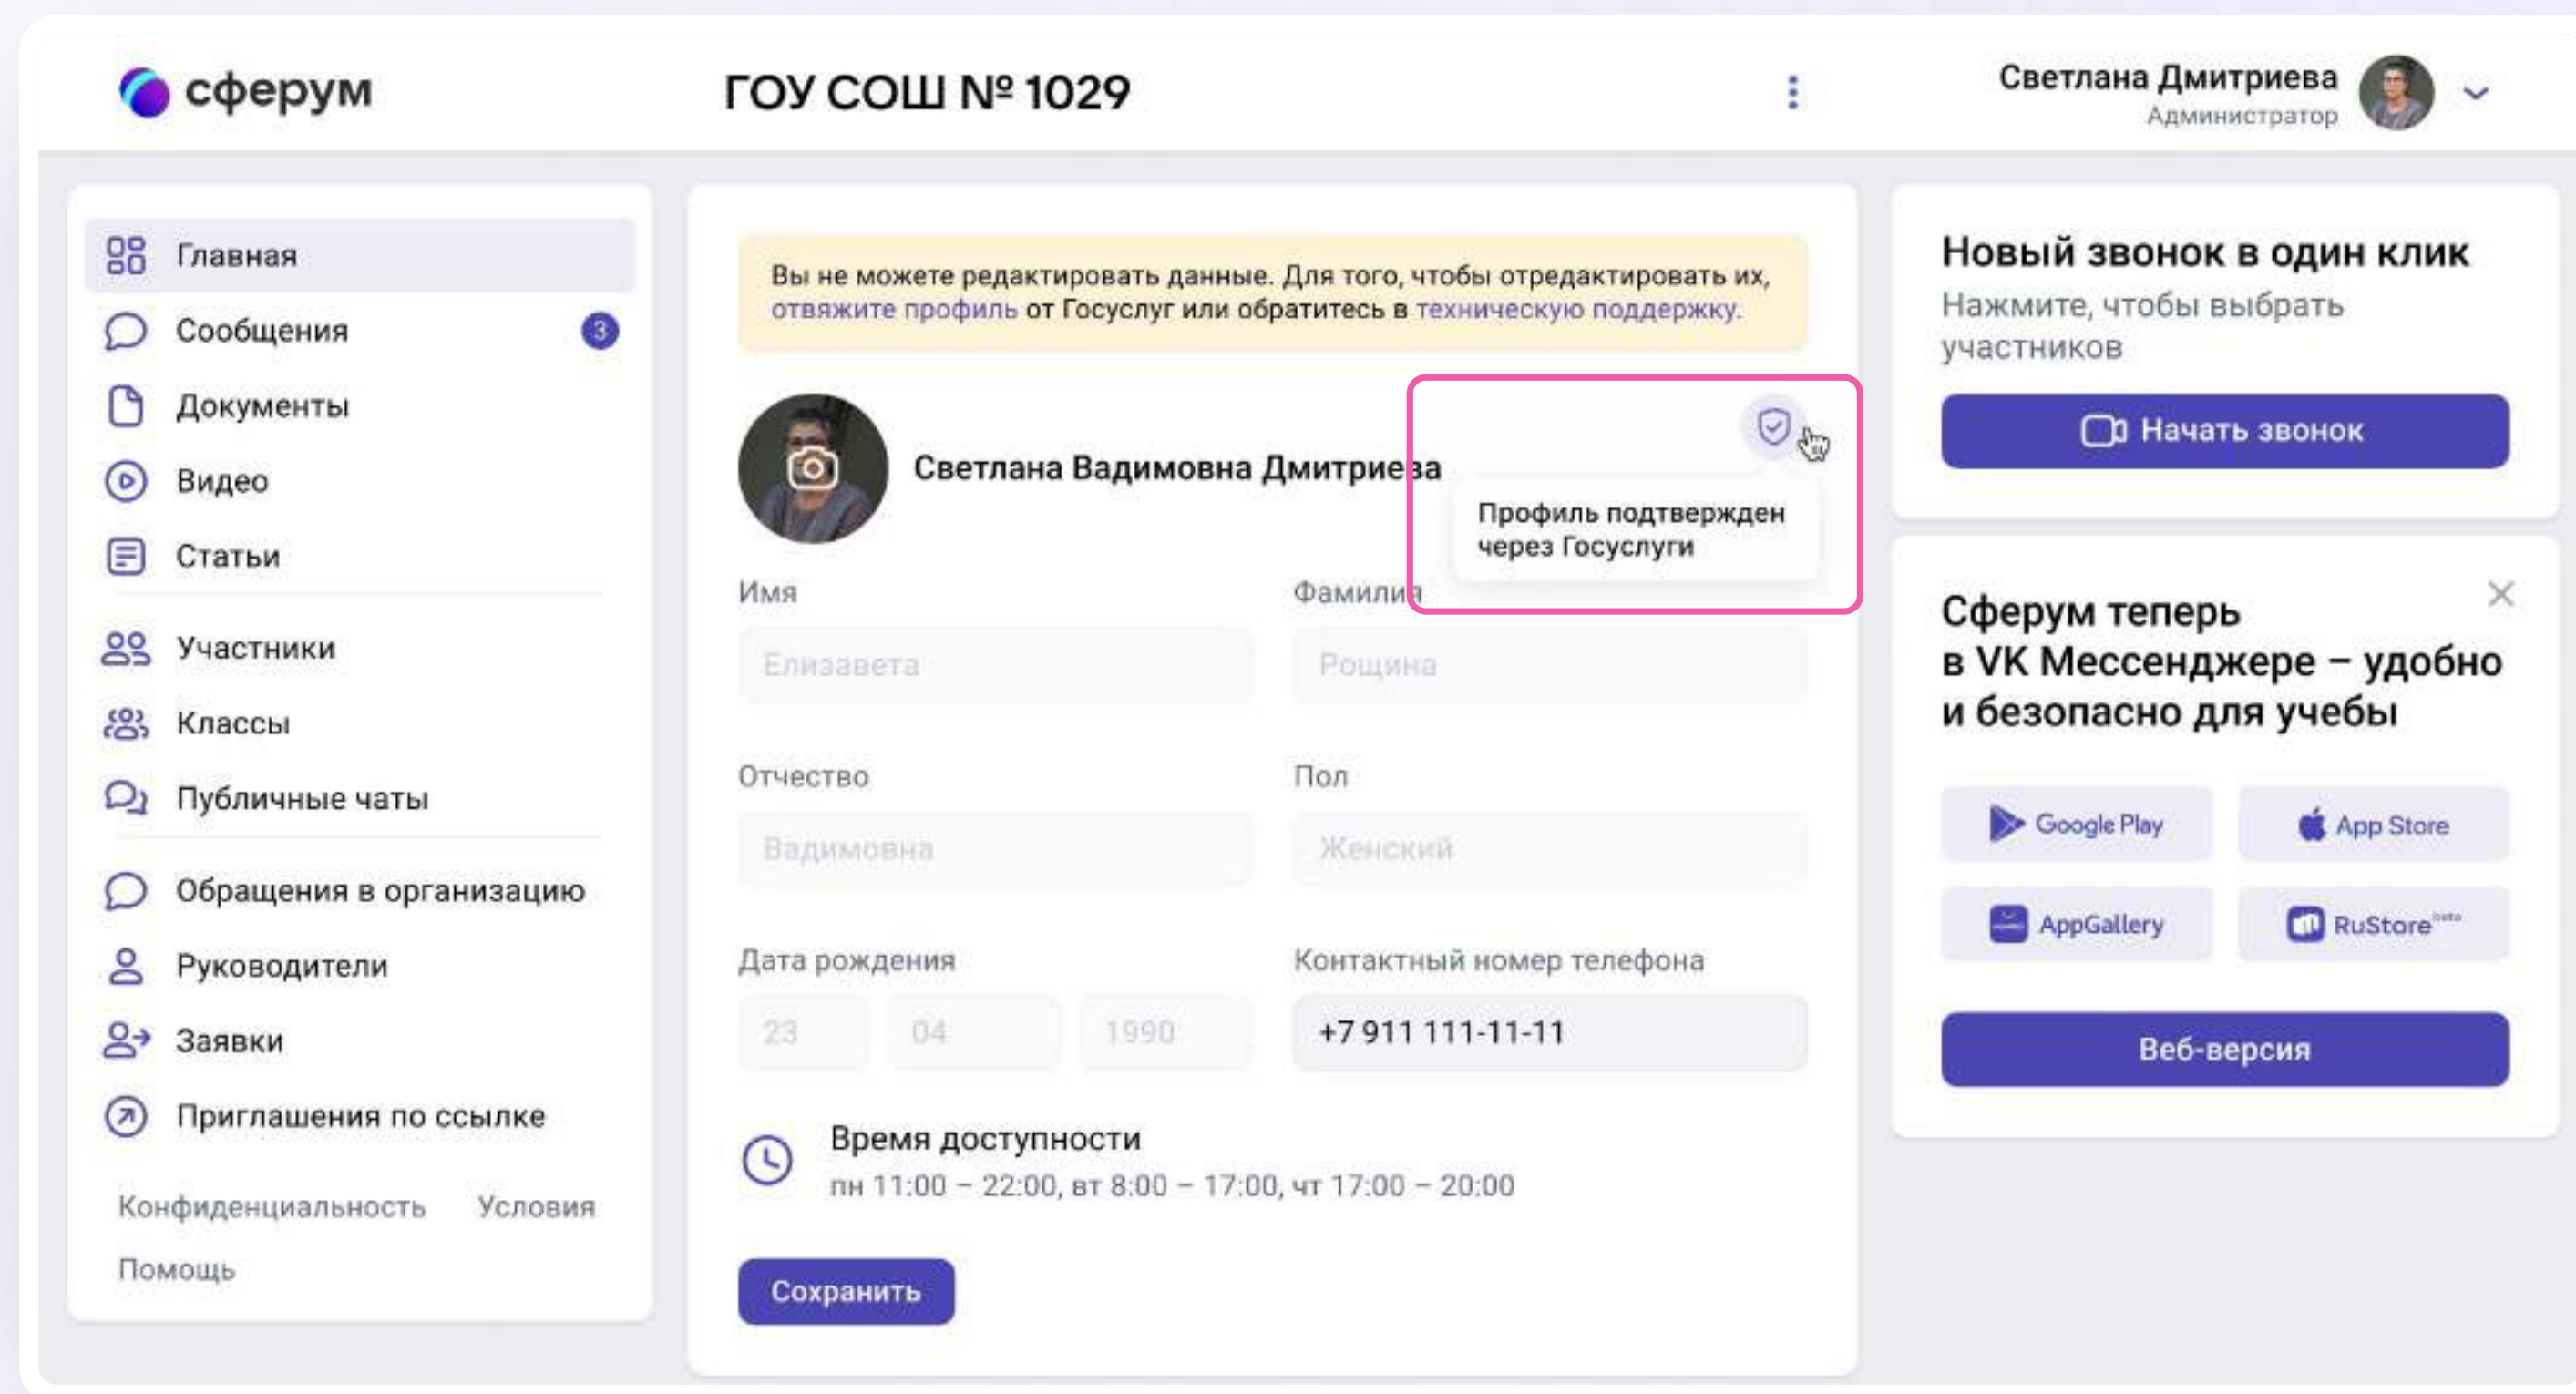 сферум
ГОУ СОШ № 1029
Светлана Дмитриева
Администратор
Главная
Сообщения
3
Документы
Видео
Статьи
Участники
Классы
Публичные чаты
Обращения в организацию
Руководители
Заявки
Приглашения по ссылке
Конфиденциальность Условия
Помощь
Вы не можете редактировать данные. Для того, чтобы отредактировать их,
отвяжите профиль от Госуслуг или обратитесь в техническую поддержку.
Светлана Вадимовна Дмитриева
Профиль подтвержден
через Госуслуги
Имя
Фамилия
Елизавета
Рощина
Отчество
Пол
Вадимовна
Женский
Дата рождения
Контактный номер телефона
23 04 1990
+7 911 111-11-11
Время доступности
пн 11:00 – 22:00, вт 8:00 – 17:00, чт 17:00 – 20:00
Сохранить
Новый звонок в один клик
Нажмите, чтобы выбрать
участников
Начать звонок
Сферум теперь
в VK Мессенджере – удобно
и безопасно для учебы
Google Play
App Store
AppGallery
RuStore beta
Веб-версия